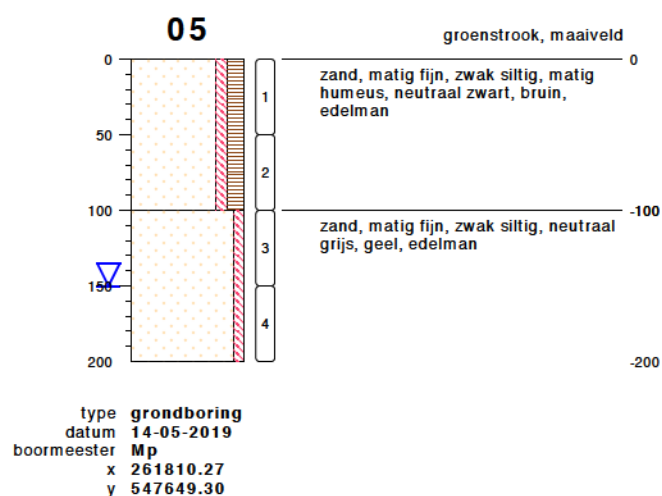 05
groenstrook, maaiveld
0
0
zand, matig fijn, zwak siltig, matig
humeus, neutraal zwart, bruin,
edelman
1
50
2
100
-100
zand, matig fijn, zwak siltig, neutraal
grijs, geel, edelman
3
150
4
200
-200
type grondboring
datum 14-05-2019
boormeester Mp
x 261810.27
y 547649.30